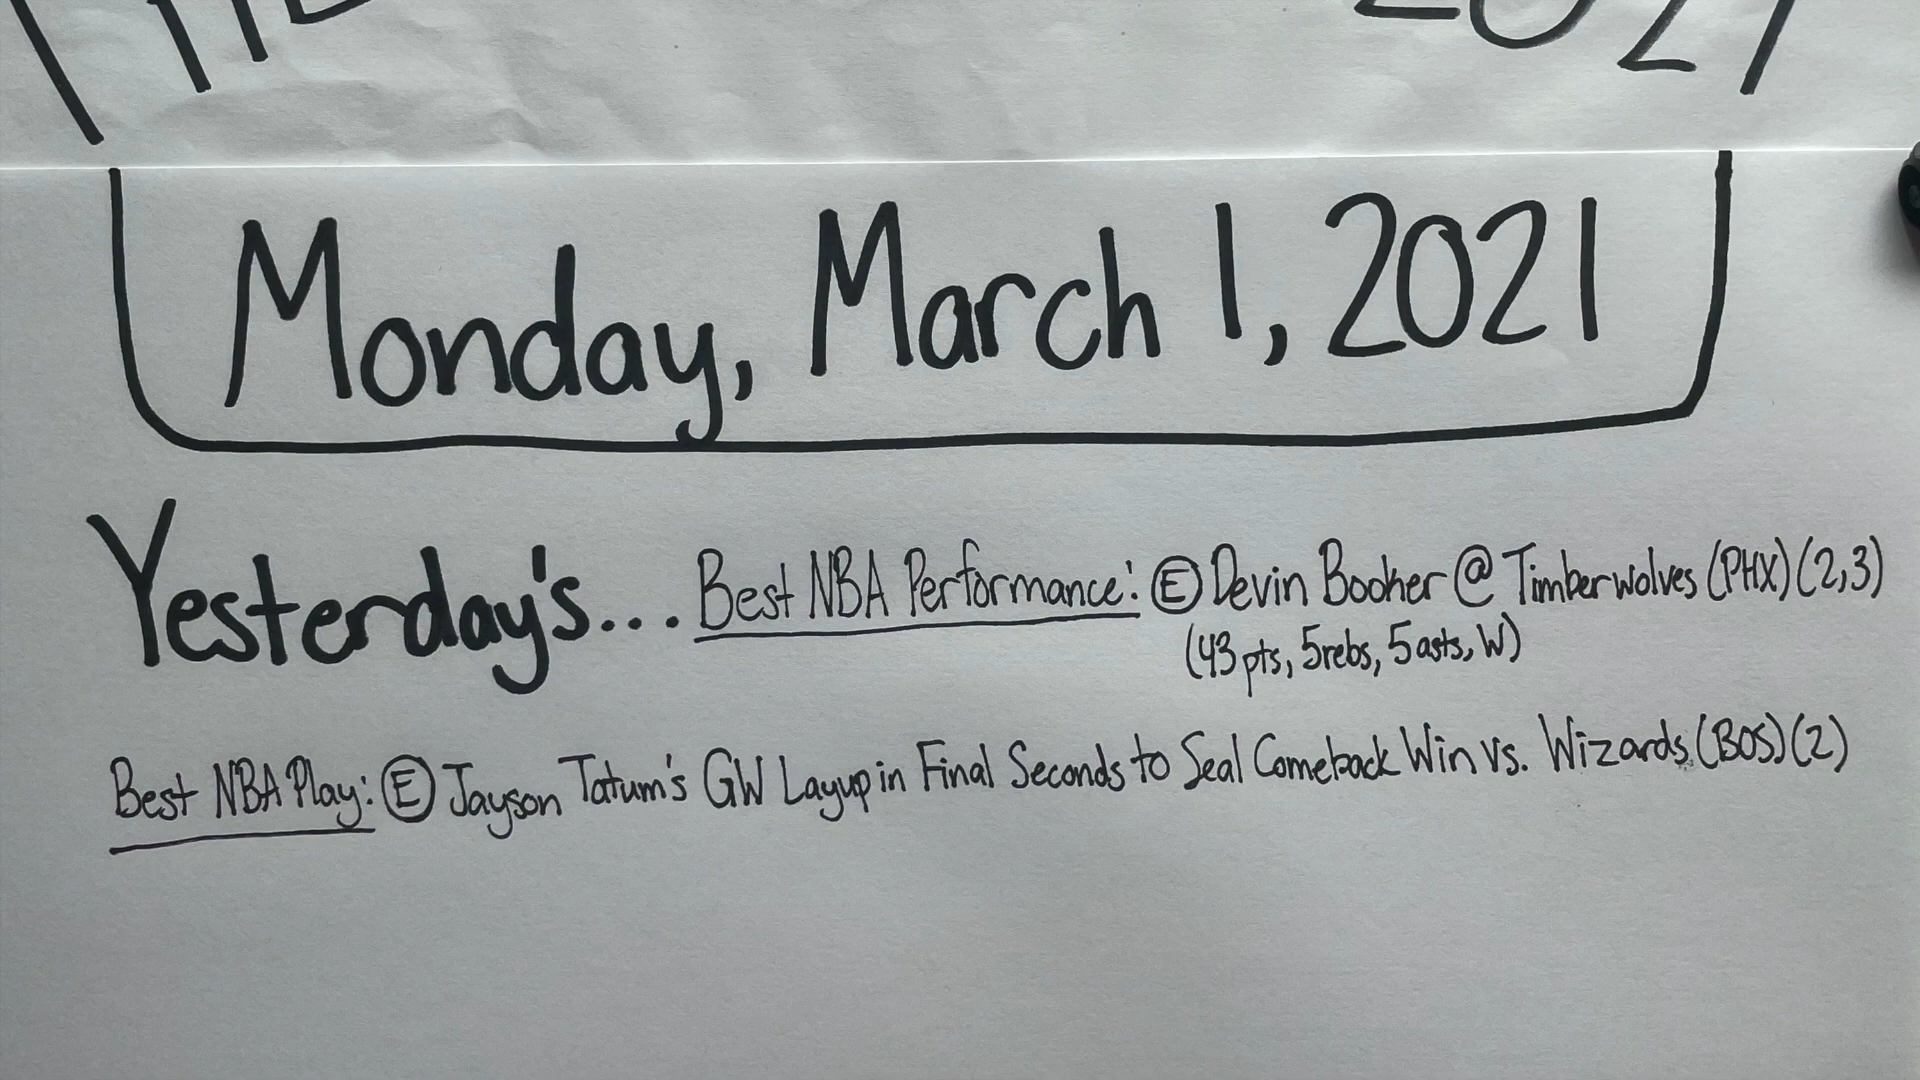 2021
Monday, March 1, 2021
Yesterday's... Best NBA Performance: Ⓔ Devin Booker @ Timberwolves (PHX) (2,3)
(43 pts, 5 rebs, 5 asts, W)
Best NBA Play: Ⓔ Jayson Tatum's GW Layup in Final Seconds to Seal Comeback Win vs. Wizards (BOS) (2)